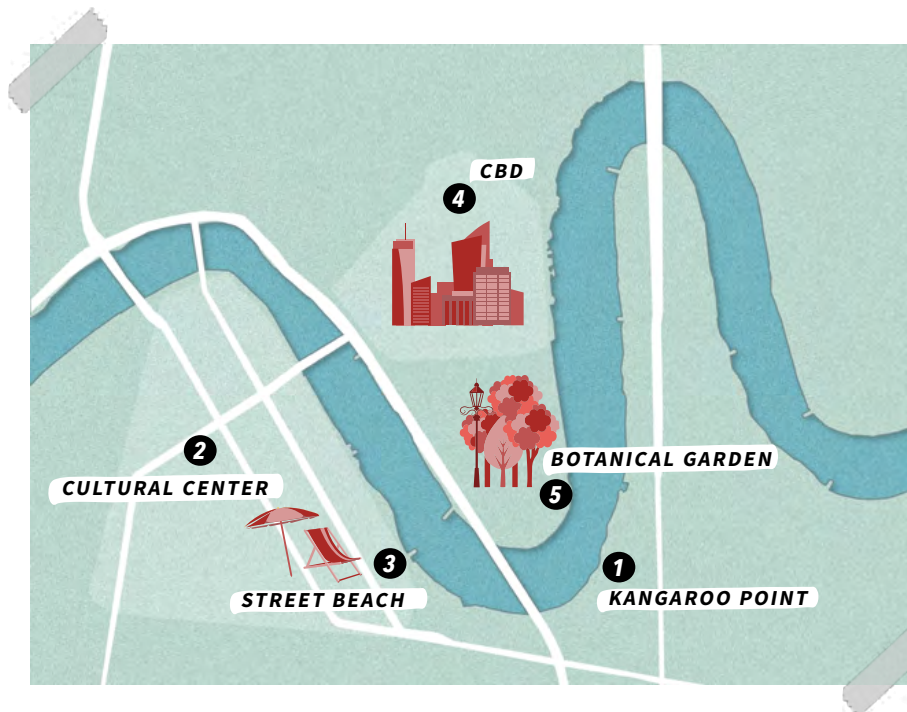 CBD
4
2
CULTURAL CENTER
BOTANICAL GARDEN
5
3
STREET BEACH
1
KANGAROO POINT